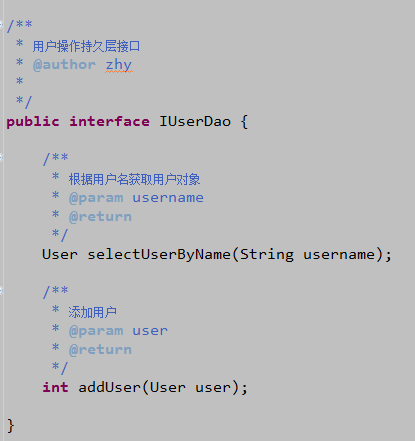 /**
 * 用户操作持久层接口
 * @author zhy
 *
 */
public interface IUserDao {
    /**
     * 根据用户名获取用户对象
     * @param username
     * @return
     */
    User selectUserByName(String username);
    /**
     * 添加用户
     * @param user
     * @return
     */
    int addUser(User user);
}